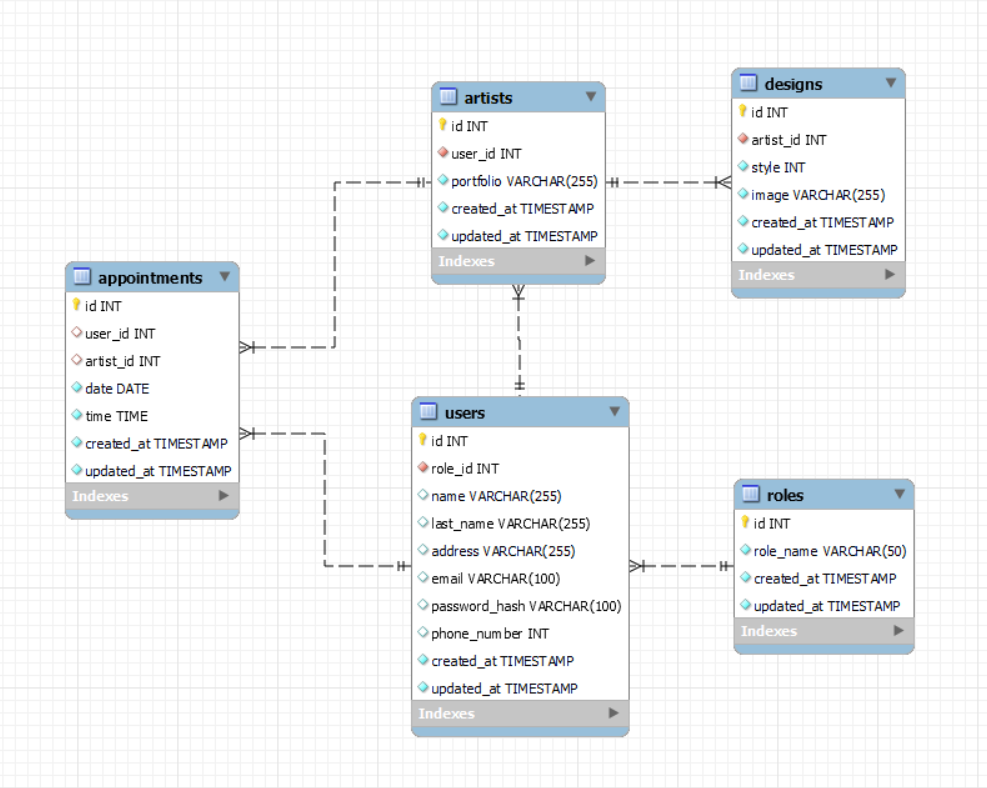 artists
id INT
user_id INT
portfolio VARCHAR(255)
created_at TIMESTAMP
updated_at TIMESTAMP
Indexes
designs
id INT
artist_id INT
style INT
image VARCHAR(255)
created_at TIMESTAMP
updated_at TIMESTAMP
Indexes
appointments
id INT
user_id INT
artist_id INT
date DATE
time TIME
created_at TIMESTAMP
updated_at TIMESTAMP
Indexes
users
id INT
role_id INT
name VARCHAR(255)
last_name VARCHAR(255)
address VARCHAR(255)
email VARCHAR(100)
password_hash VARCHAR(100)
phone_number INT
created_at TIMESTAMP
updated_at TIMESTAMP
Indexes
roles
id INT
role_name VARCHAR(50)
created_at TIMESTAMP
updated_at TIMESTAMP
Indexes